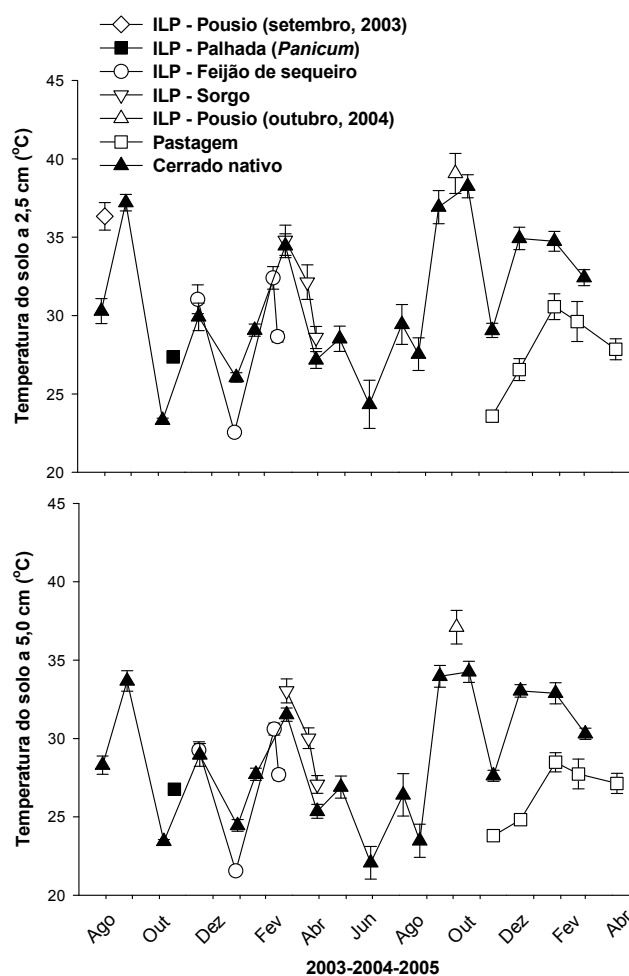 ILP - Pousio (setembro, 2003)
ILP - Palhada (Panicum)
ILP - Feijão de sequeiro
ILP - Sorgo
ILP - Pousio (outubro, 2004)
Pastagem
Cerrado nativo
Temperatura do solo a 2,5 cm (°C)
45
40
35
30
25
20
Temperatura do solo a 5,0 cm (°C)
45
40
35
30
25
20
Ago Out Dez Fev Abr Jun Ago Out Dez Fev Abr
2003-2004-2005